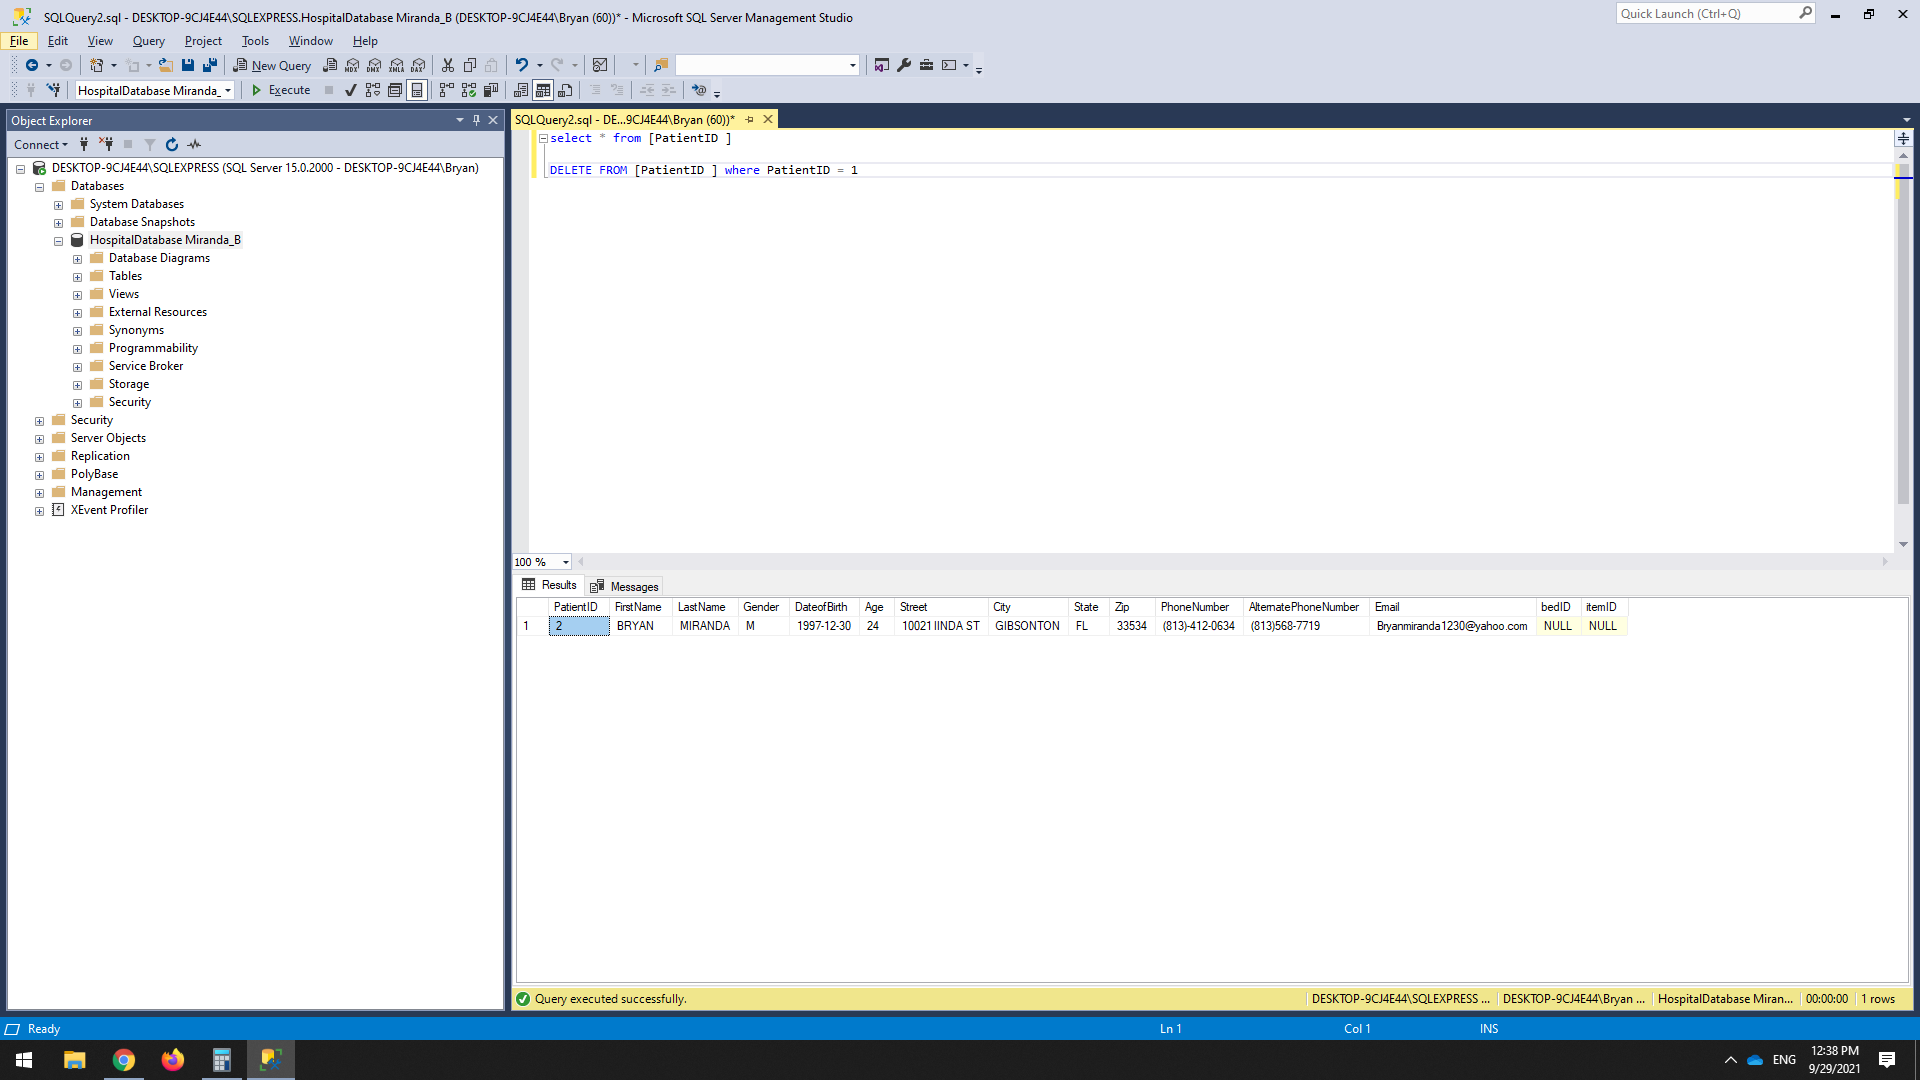 SQLQuery2.sql - DESKTOP-9CJ4E44\SQLEXPRESS.HospitalDatabase Miranda_B (DESKTOP-9CJ4E44\Bryan (60))* - Microsoft SQL Server Management Studio
Quick Launch (Ctrl+Q)
File Edit View Query Project Tools Window Help
New Query MDX DMX XMLA DAX
HospitalDatabase Miranda_ Execute
Object Explorer
Connect
DESKTOP-9CJ4E44\SQLEXPRESS (SQL Server 15.0.2000 - DESKTOP-9CJ4E44\Bryan)
Databases
System Databases
Database Snapshots
HospitalDatabase Miranda_B
Database Diagrams
Tables
Views
External Resources
Synonyms
Programmability
Service Broker
Storage
Security
Security
Server Objects
Replication
PolyBase
Management
XEvent Profiler
SQLQuery2.sql - DE...9CJ4E44\Bryan (60))*
select * from [PatientID ]
DELETE FROM [PatientID ] where PatientID = 1
100 %
Results Messages
PatientID FirstName LastName Gender DateofBirth Age Street City State Zip PhoneNumber AlternatePhoneNumber Email bedID itemID
1 2 BRYAN MIRANDA M 1997-12-30 24 10021 lINDA ST GIBSONTON FL 33534 (813)-412-0634 (813)568-7719 Bryanmiranda1230@yahoo.com NULL NULL
Query executed successfully. DESKTOP-9CJ4E44\SQLEXPRESS ... DESKTOP-9CJ4E44\Bryan ... HospitalDatabase Miran... 00:00:00 1 rows
Ready Ln 1 Col 1 INS
ENG 12:38 PM
9/29/2021